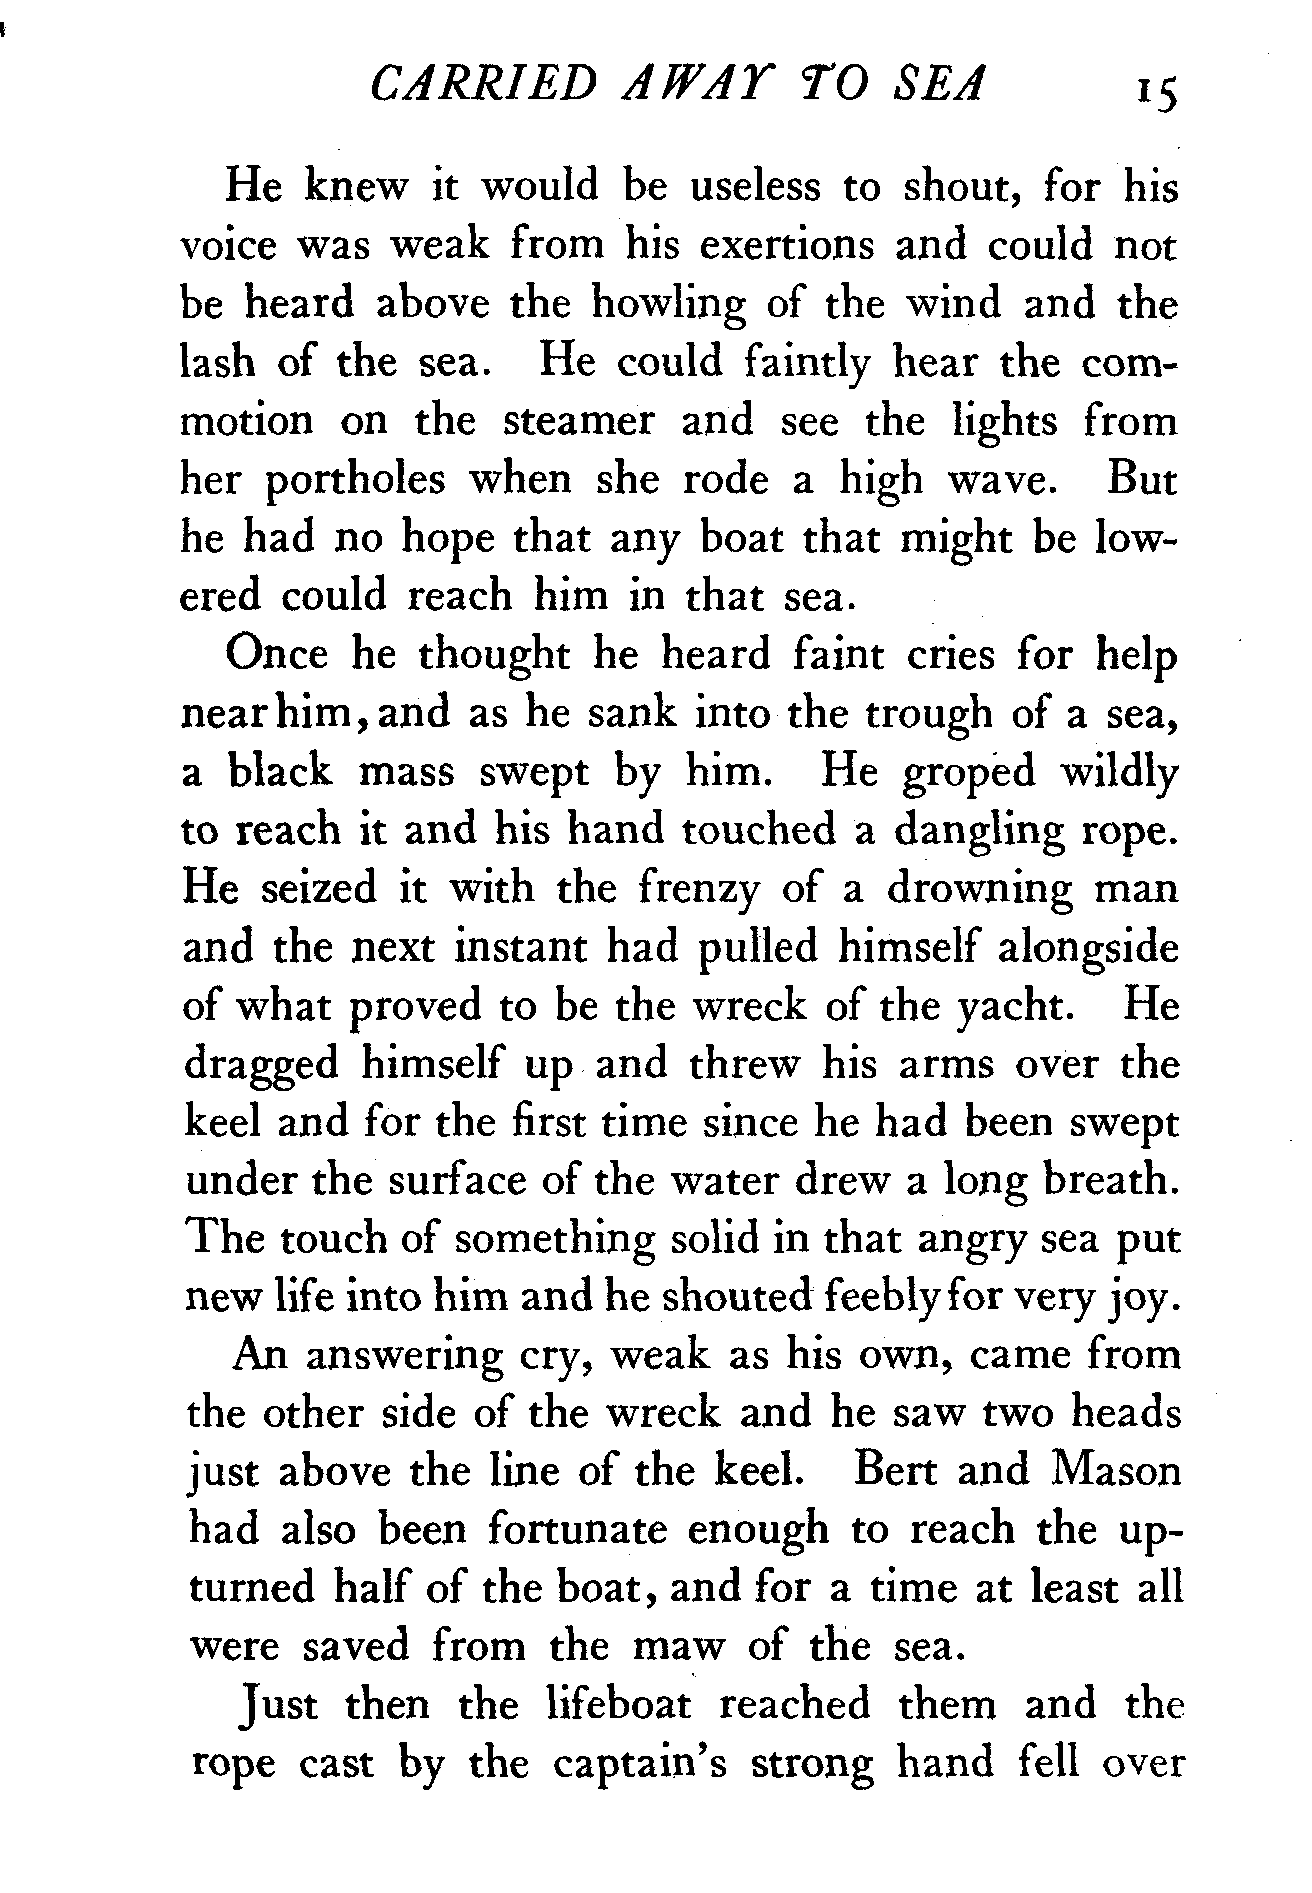 CARRIED AWAY TO SEA 15
He knew it would be useless to shout, for his
voice was weak from his exertions and could not
be heard above the howling of the wind and the
lash of the sea. He could faintly hear the com-
motion on the steamer and see the lights from
her portholes when she rode a high wave. But
he had no hope that any boat that might be low-
ered could reach him in that sea.
Once he thought he heard faint cries for help
near him, and as he sank into the trough of a sea,
a black mass swept by him. He groped wildly
to reach it and his hand touched a dangling rope.
He seized it with the frenzy of a drowning man
and the next instant had pulled himself alongside
of what proved to be the wreck of the yacht. He
dragged himself up and threw his arms over the
keel and for the first time since he had been swept
under the surface of the water drew a long breath.
The touch of something solid in that angry sea put
new life into him and he shouted feebly for very joy.
An answering cry, weak as his own, came from
the other side of the wreck and he saw two heads
just above the line of the keel. Bert and Mason
had also been fortunate enough to reach the up-
turned half of the boat, and for a time at least all
were saved from the maw of the sea.
Just then the lifeboat reached them and the
rope cast by the captain's strong hand fell over